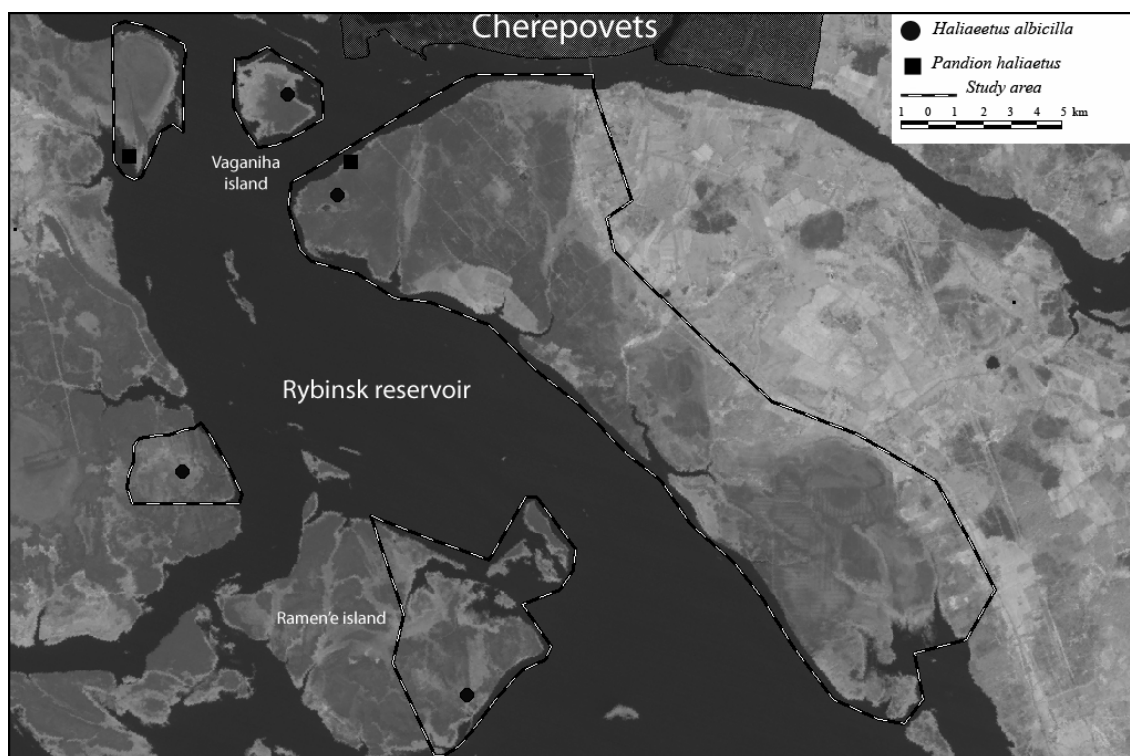 Cherepovets
Haliaeetus albicilla
Pandion haliaetus
Study area
1 0 1 2 3 4 5 km
Vaganiha
island
Rybinsk reservoir
Ramen'e island